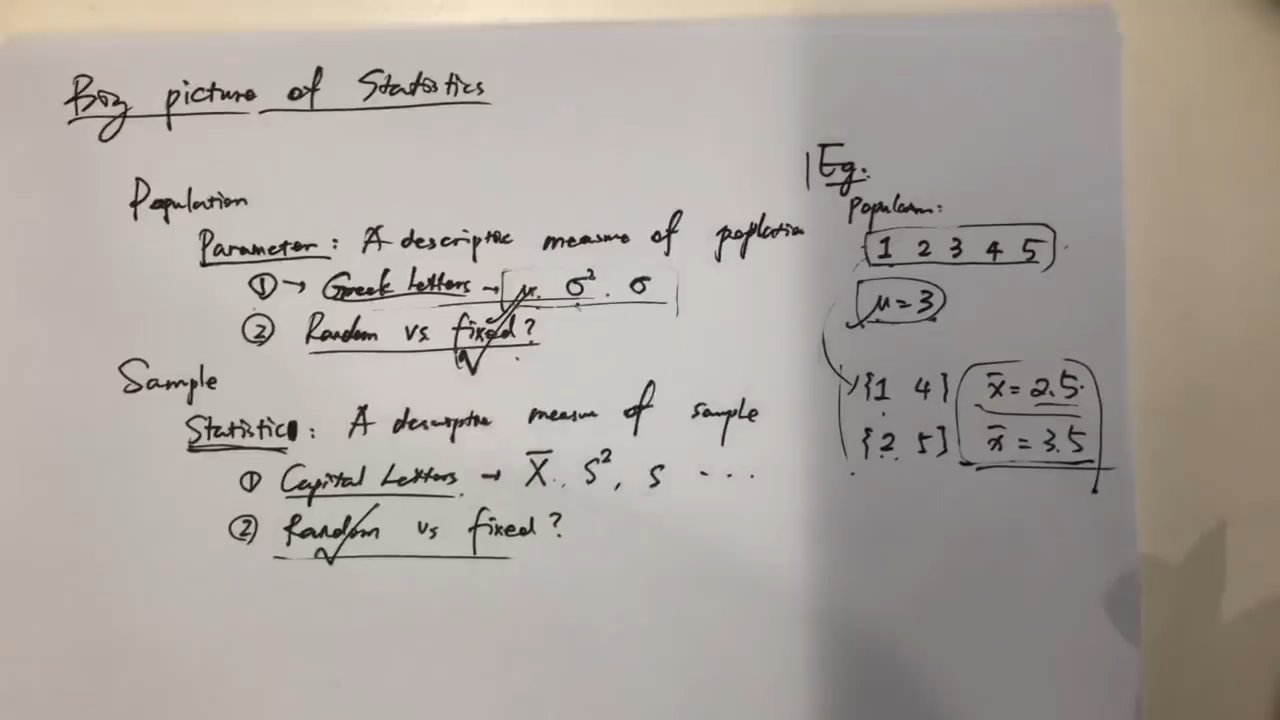 Big picture of Statistics
Population
Parameter: A descriptive measure of population
① → Greek Letters → μ. σ². σ
② Random vs fixed?
Sample
Statistic: A descriptive measure of sample
① Capital Letters → X̄., S², S ...
② Random vs fixed?
Eg.
Population:
1 2 3 4 5
μ = 3
{1 4} x̄ = 2.5
{2 5} x̄ = 3.5